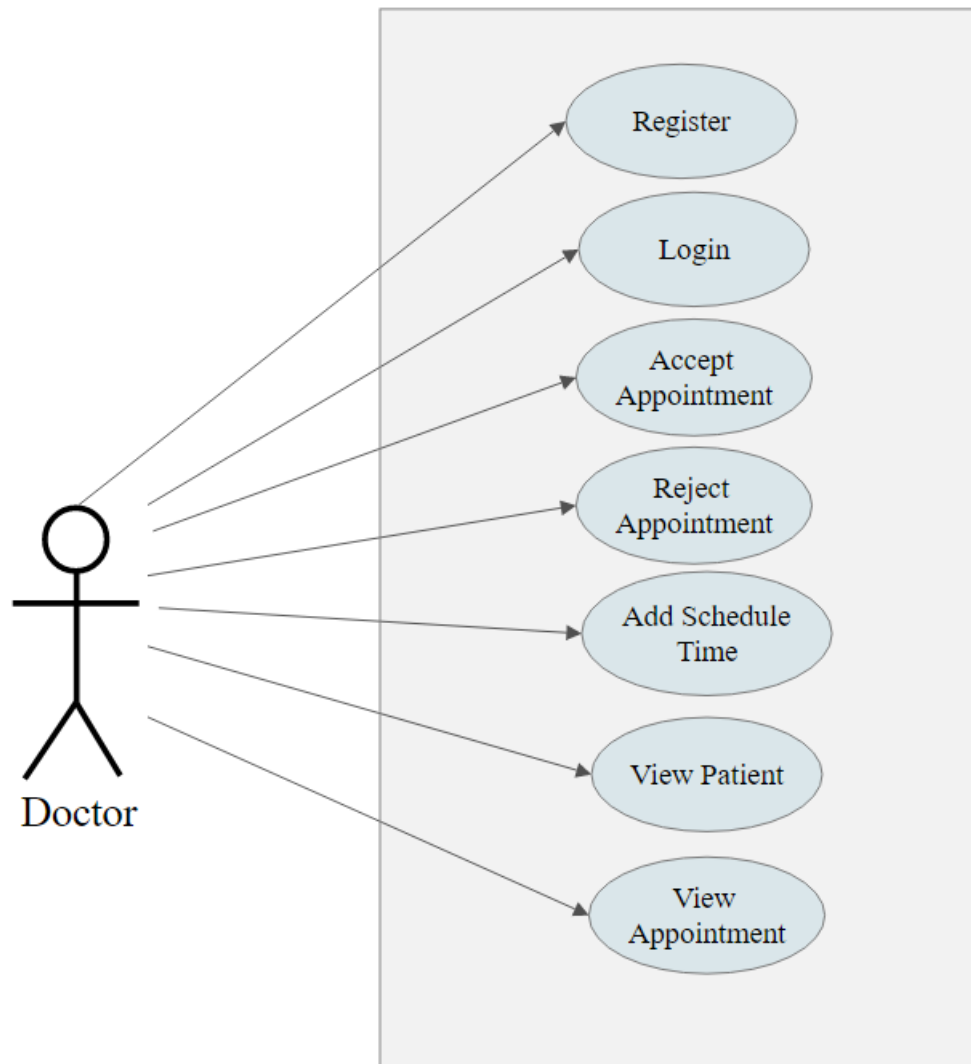 Register
Login
Accept
Appointment
Reject
Appointment
Add Schedule
Time
View Patient
Doctor
View
Appointment